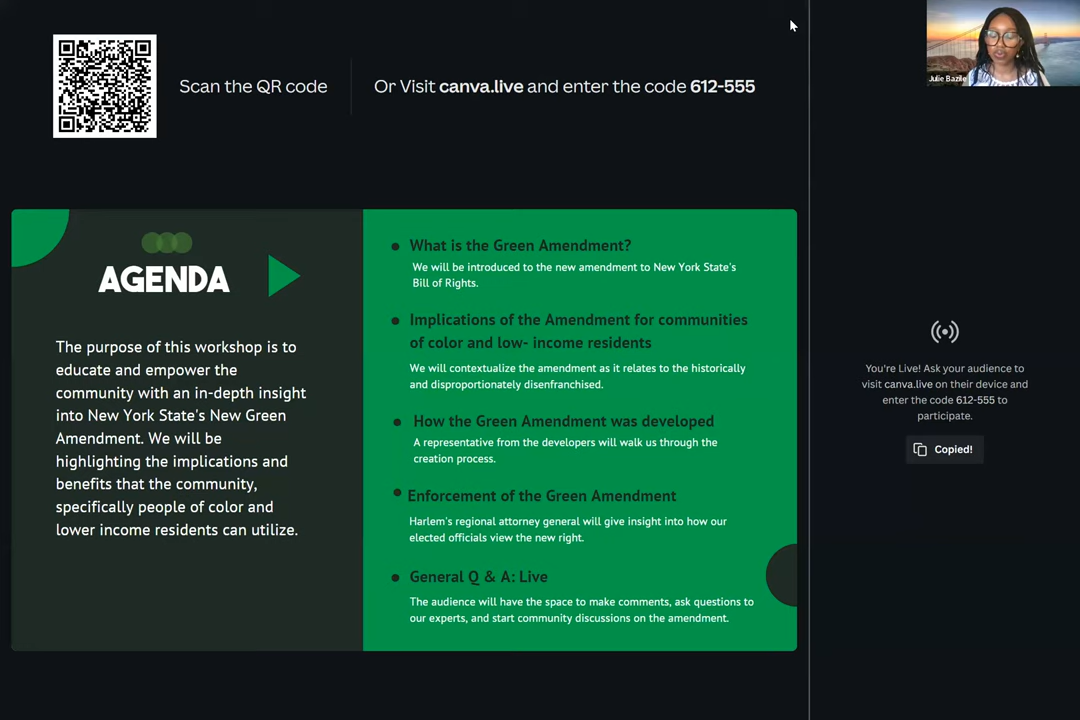 Scan the QR code
Or Visit canva.live and enter the code 612-555
Julie Bazile
AGENDA
The purpose of this workshop is to
educate and empower the
community with an in-depth insight
into New York State's New Green
Amendment. We will be
highlighting the implications and
benefits that the community,
specifically people of color and
lower income residents can utilize.
What is the Green Amendment?
We will be introduced to the new amendment to New York State's
Bill of Rights.
Implications of the Amendment for communities
of color and low- income residents
We will contextualize the amendment as it relates to the historically
and disproportionately disenfranchised.
How the Green Amendment was developed
A representative from the developers will walk us through the
creation process.
Enforcement of the Green Amendment
Harlem's regional attorney general will give insight into how our
elected officials view the new right.
General Q & A: Live
The audience will have the space to make comments, ask questions to
our experts, and start community discussions on the amendment.
You're Live! Ask your audience to
visit canva.live on their device and
enter the code 612-555 to
participate.
Copied!